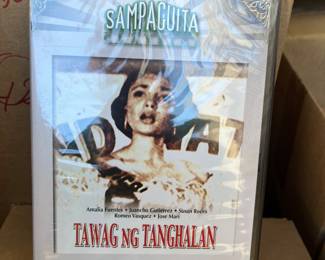 SAMPAGUITA
Amalia Fuentes • Juancho Gutierrez • Susan Roces
Romeo Vasquez • Jose Mari
TAWAG NG TANGHALAN